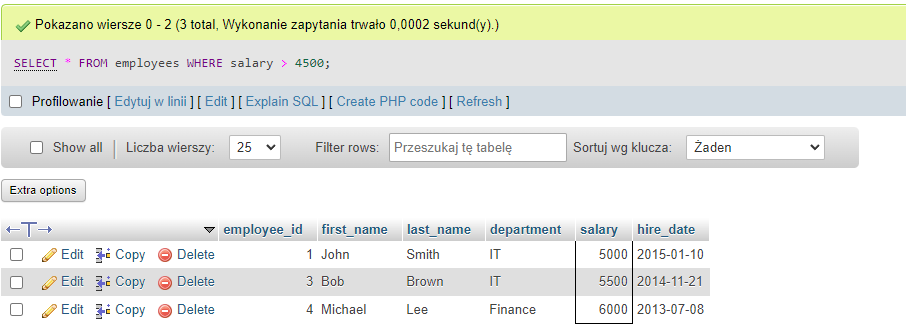 Pokazano wiersze 0 - 2 (3 total, Wykonanie zapytania trwało 0,0002 sekund(y).)
SELECT * FROM employees WHERE salary > 4500;
Profilowanie [ Edytuj w linii ] [ Edit ] [ Explain SQL ] [ Create PHP code ] [ Refresh ]
Show all | Liczba wierszy: 25 Filter rows: Przeszukaj tę tabelę Sortuj wg klucza: Żaden
Extra options
←T→ employee_id first_name last_name department salary hire_date
Edit Copy Delete 1 John Smith IT 5000 2015-01-10
Edit Copy Delete 3 Bob Brown IT 5500 2014-11-21
Edit Copy Delete 4 Michael Lee Finance 6000 2013-07-08